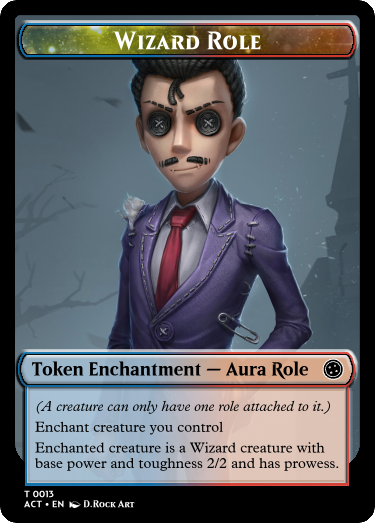 Wizard Role
Token Enchantment — Aura Role
(A creature can only have one role attached to it.)
Enchant creature you control
Enchanted creature is a Wizard creature with
base power and toughness 2/2 and has prowess.
T 0013
ACT • EN D.Rock Art